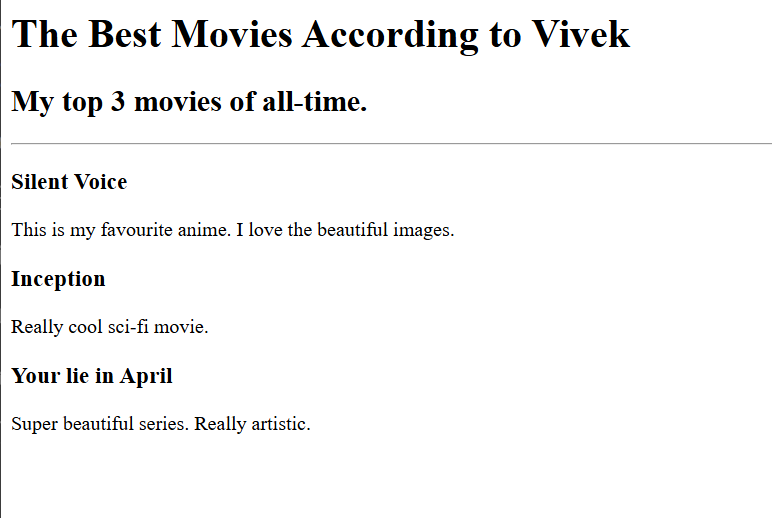 The Best Movies According to Vivek
My top 3 movies of all-time.
Silent Voice
This is my favourite anime. I love the beautiful images.
Inception
Really cool sci-fi movie.
Your lie in April
Super beautiful series. Really artistic.